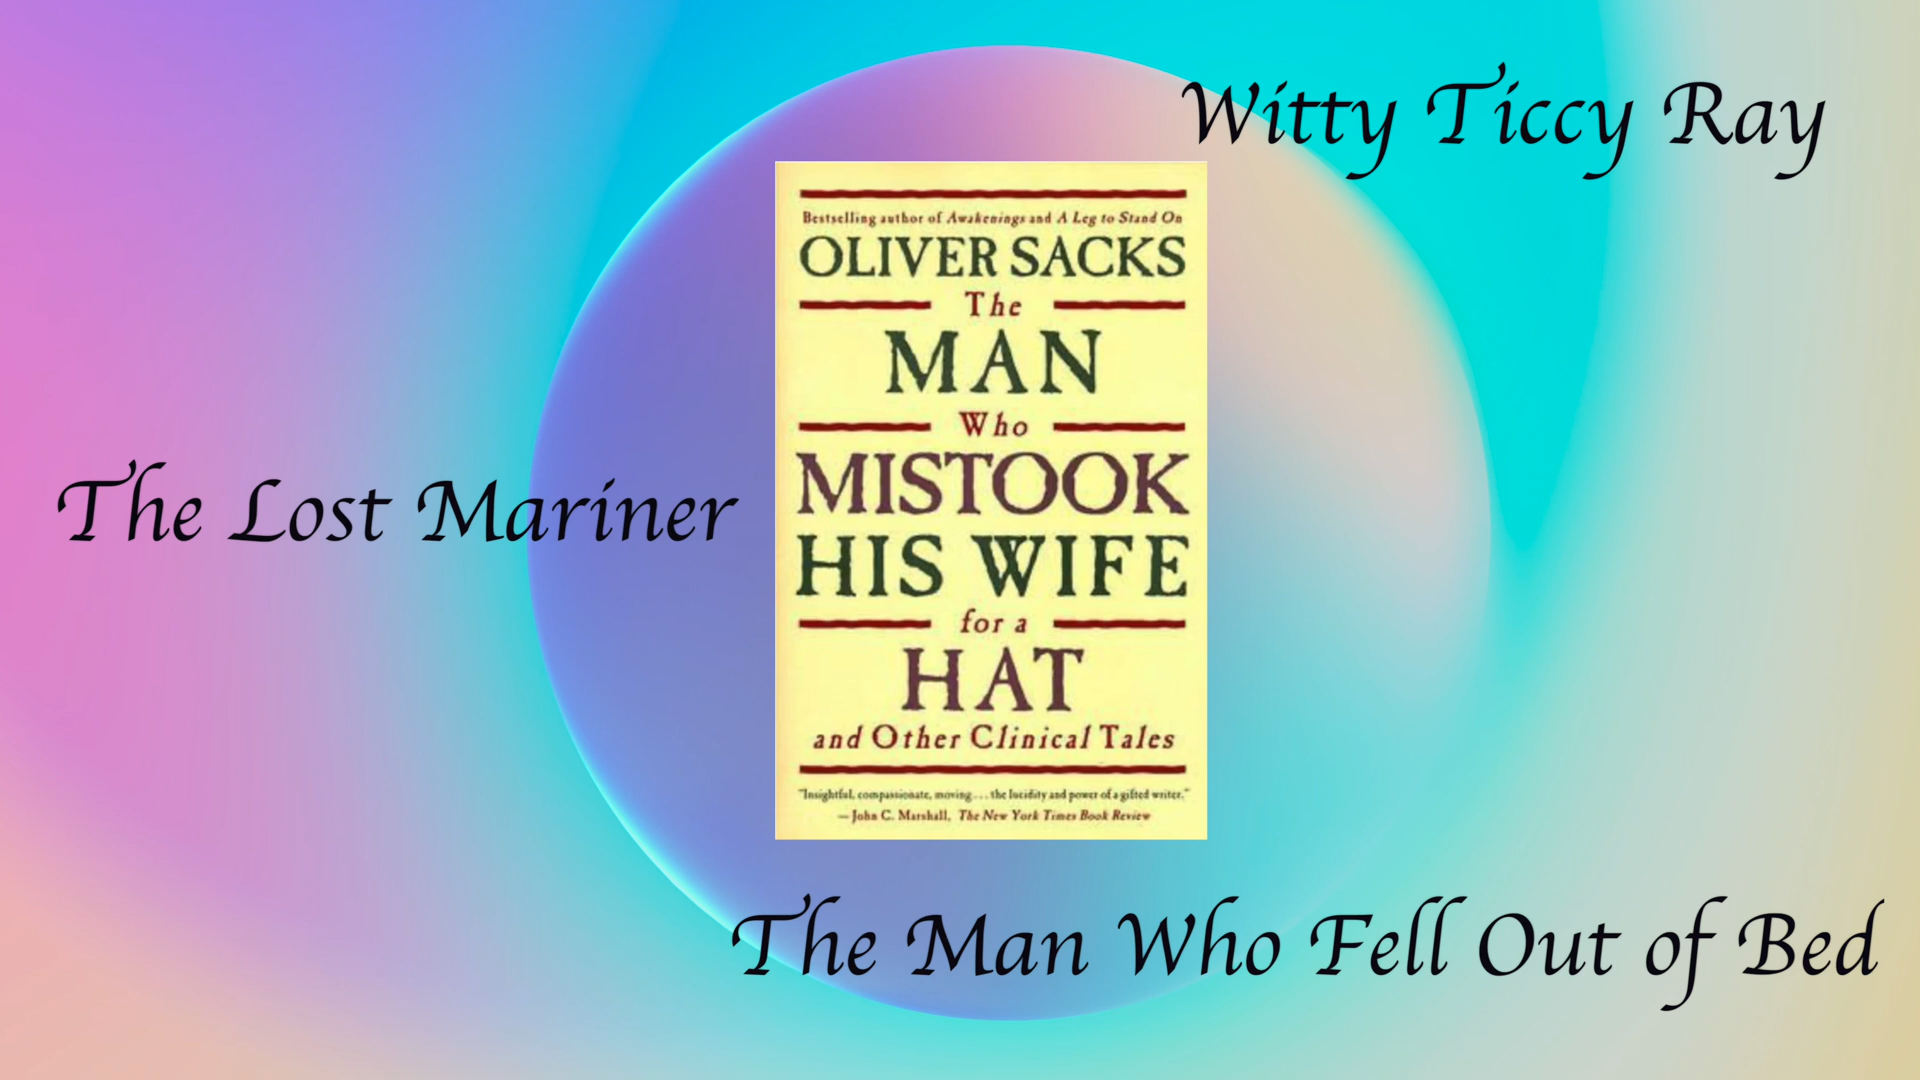 Witty Ticcy Ray
Bestselling author of Awakenings and A Leg to Stand On
OLIVER SACKS
The
MAN
Who
MISTOOK
HIS WIFE
for a
HAT
and Other Clinical Tales
"Insightful, compassionate, moving . . . the lucidity and power of a gifted writer."
— John C. Marshall, The New York Times Book Review
The Lost Mariner
The Man Who Fell Out of Bed